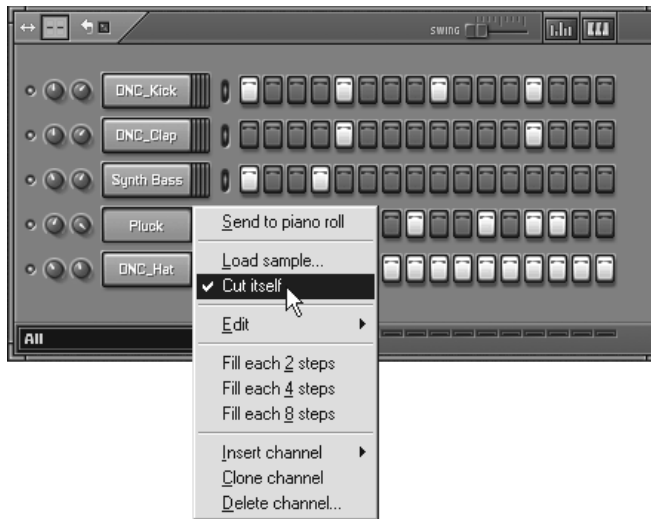 SWING
DNC_Kick
DNC_Clap
Synth Bass
Pluck
DNC_Hat
All
Send to piano roll
Load sample...
Cut itself
Edit
Fill each 2 steps
Fill each 4 steps
Fill each 8 steps
Insert channel
Clone channel
Delete channel...